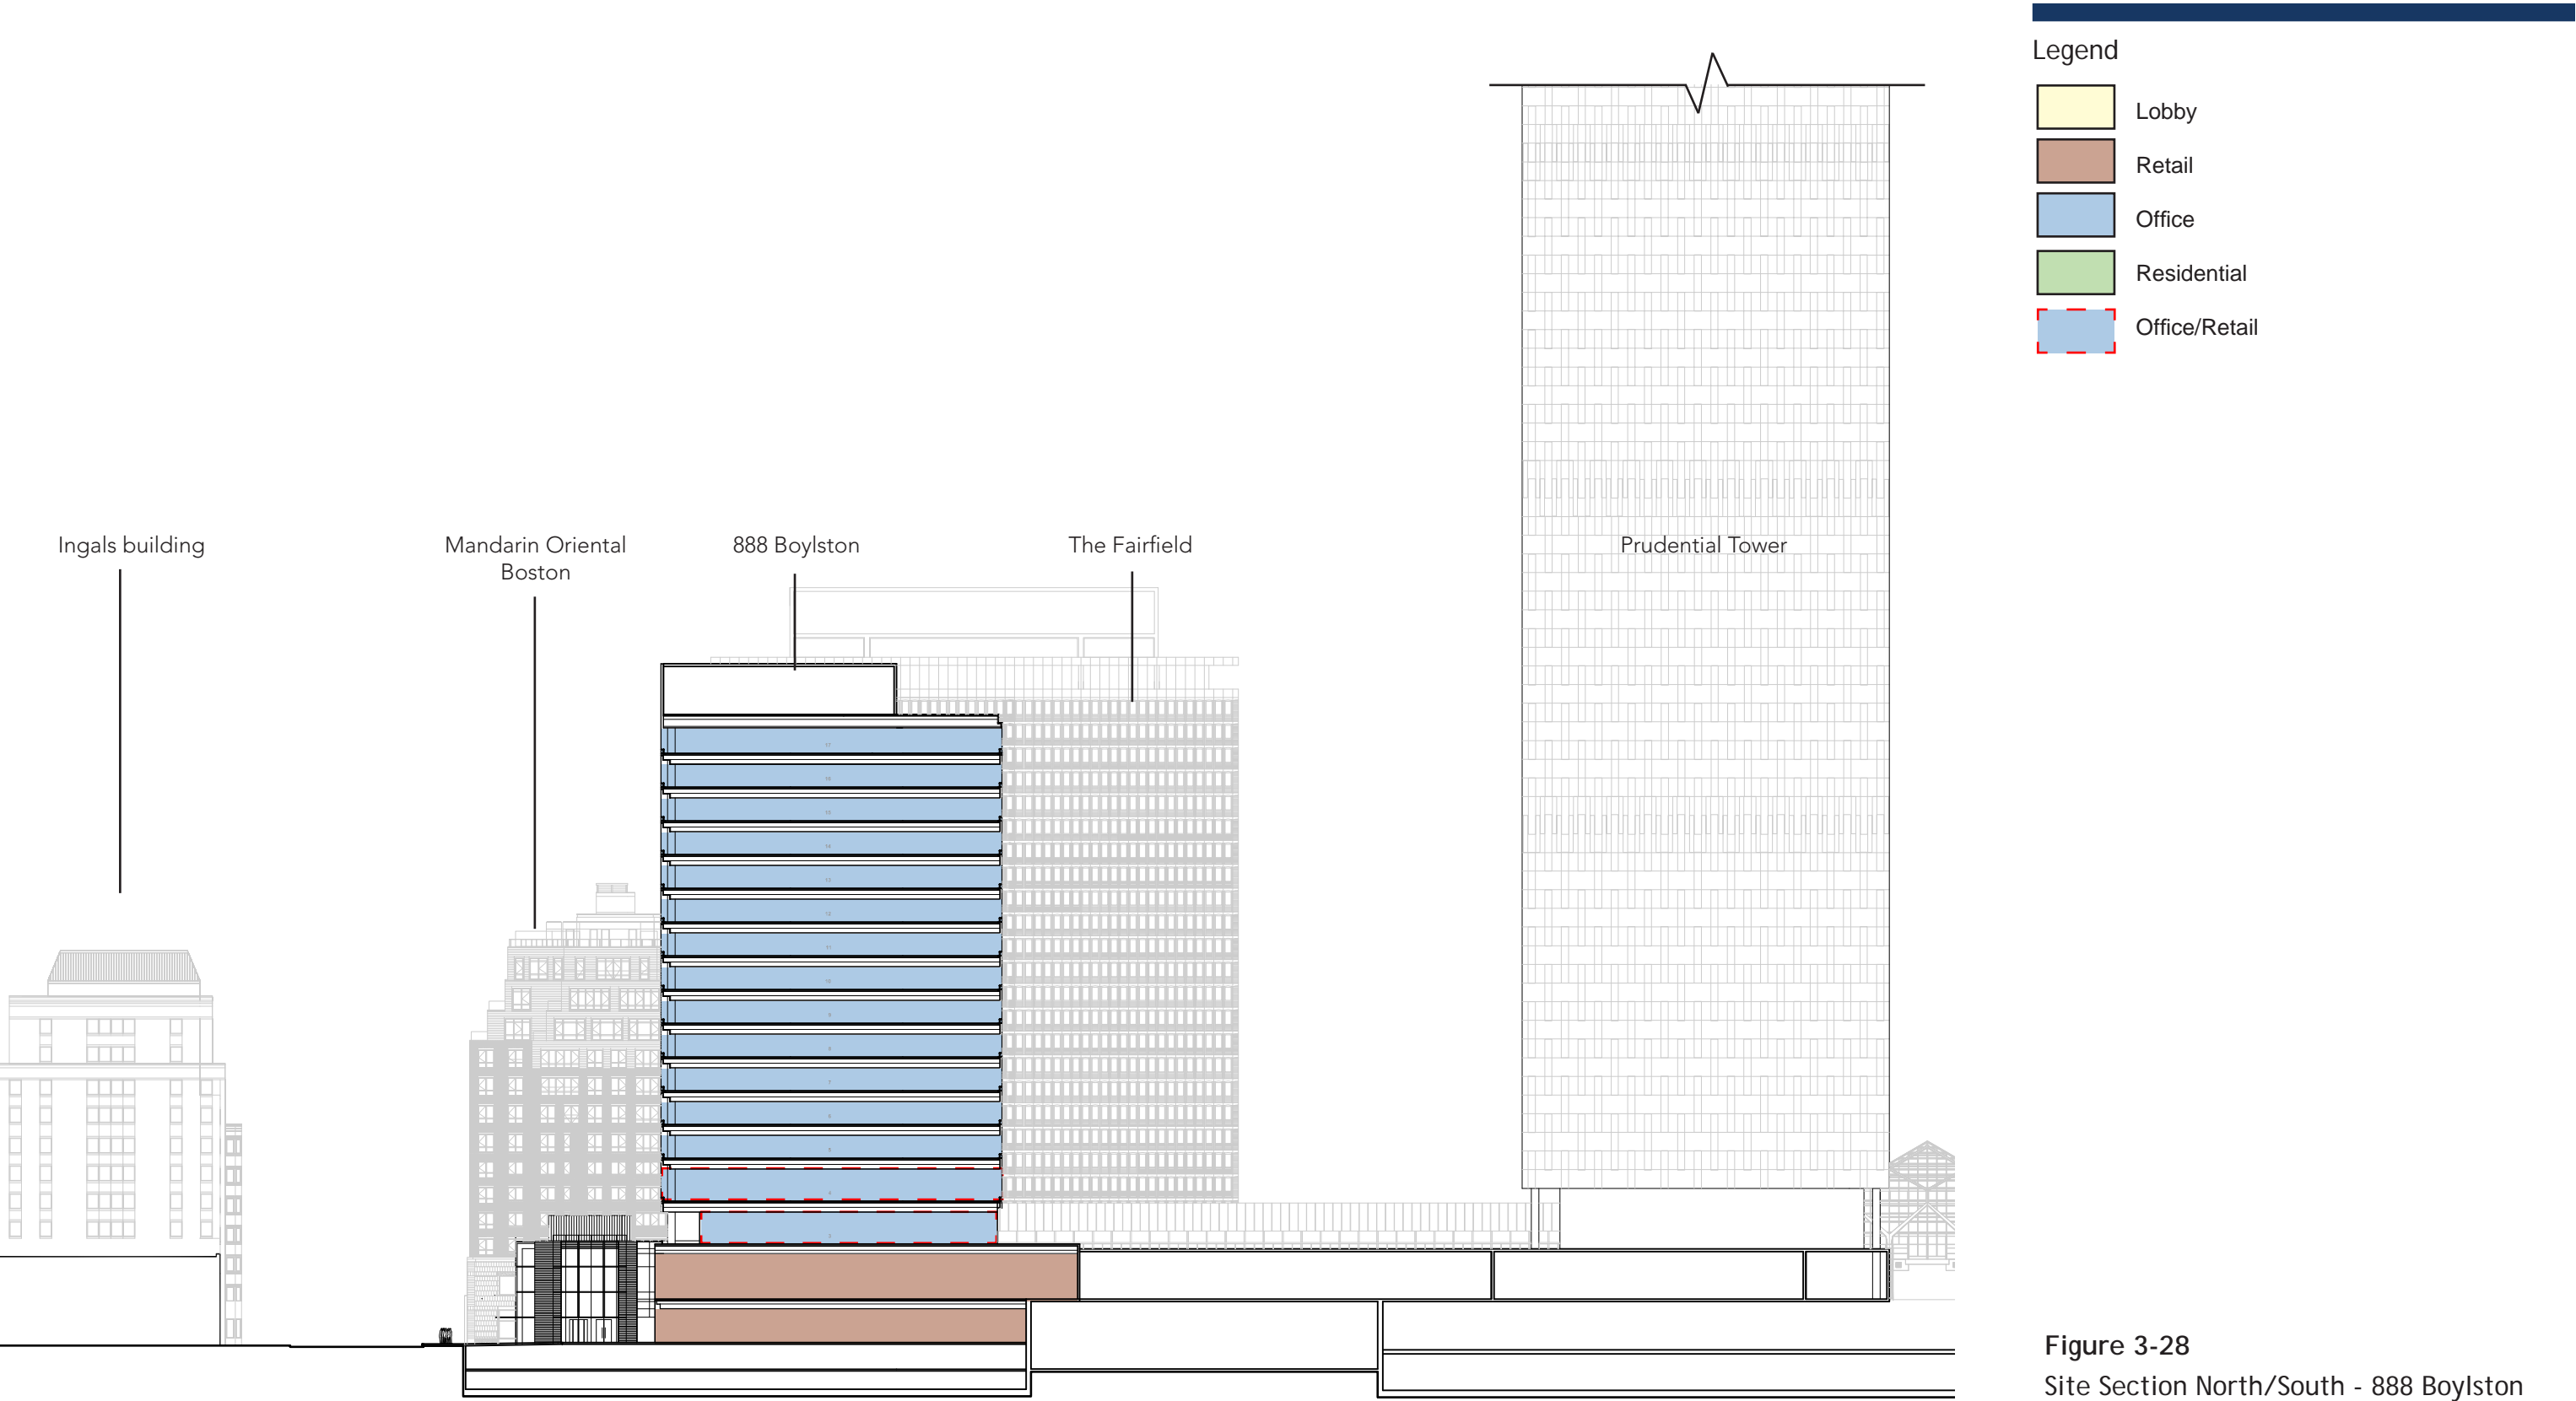 Legend
Lobby
Retail
Office
Residential
Office/Retail
Ingals building
Mandarin Oriental
Boston
888 Boylston
The Fairfield
Prudential Tower
17
Figure 3-28
Site Section North/South - 888 Boylston